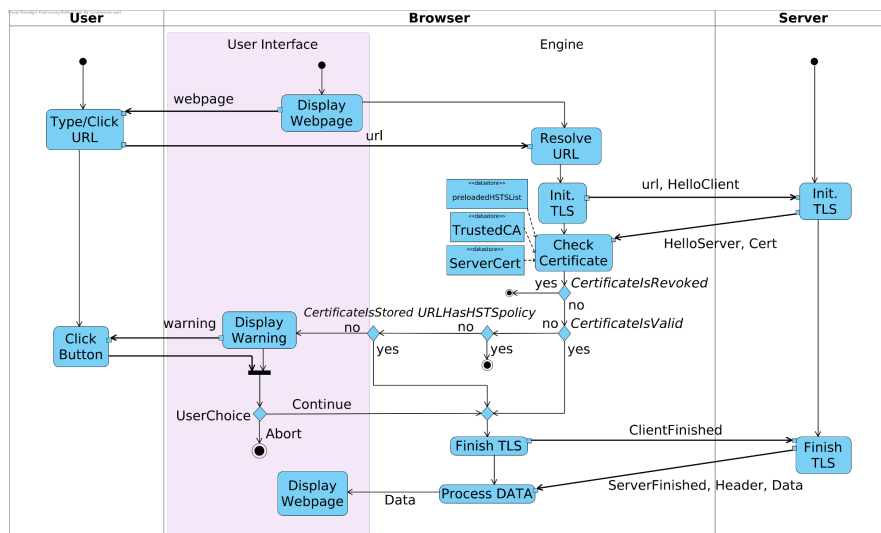 User
Browser
Server
User Interface
Engine
webpage
Display
Webpage
Type/Click
URL
url
Resolve
URL
<<datastore>>
preloadedHSTSList
Init.
TLS
url, HelloClient
Init.
TLS
<<datastore>>
TrustedCA
Check
Certificate
HelloServer, Cert
<<datastore>>
ServerCert
yes
CertificateIsRevoked
no
CertificateIsStored
URLHasHSTSpolicy
warning
Display
Warning
no
no
no
CertificateIsValid
Click
Button
yes
yes
yes
UserChoice
Continue
Abort
ClientFinished
Finish TLS
Finish
TLS
Display
Webpage
Data
Process DATA
ServerFinished, Header, Data